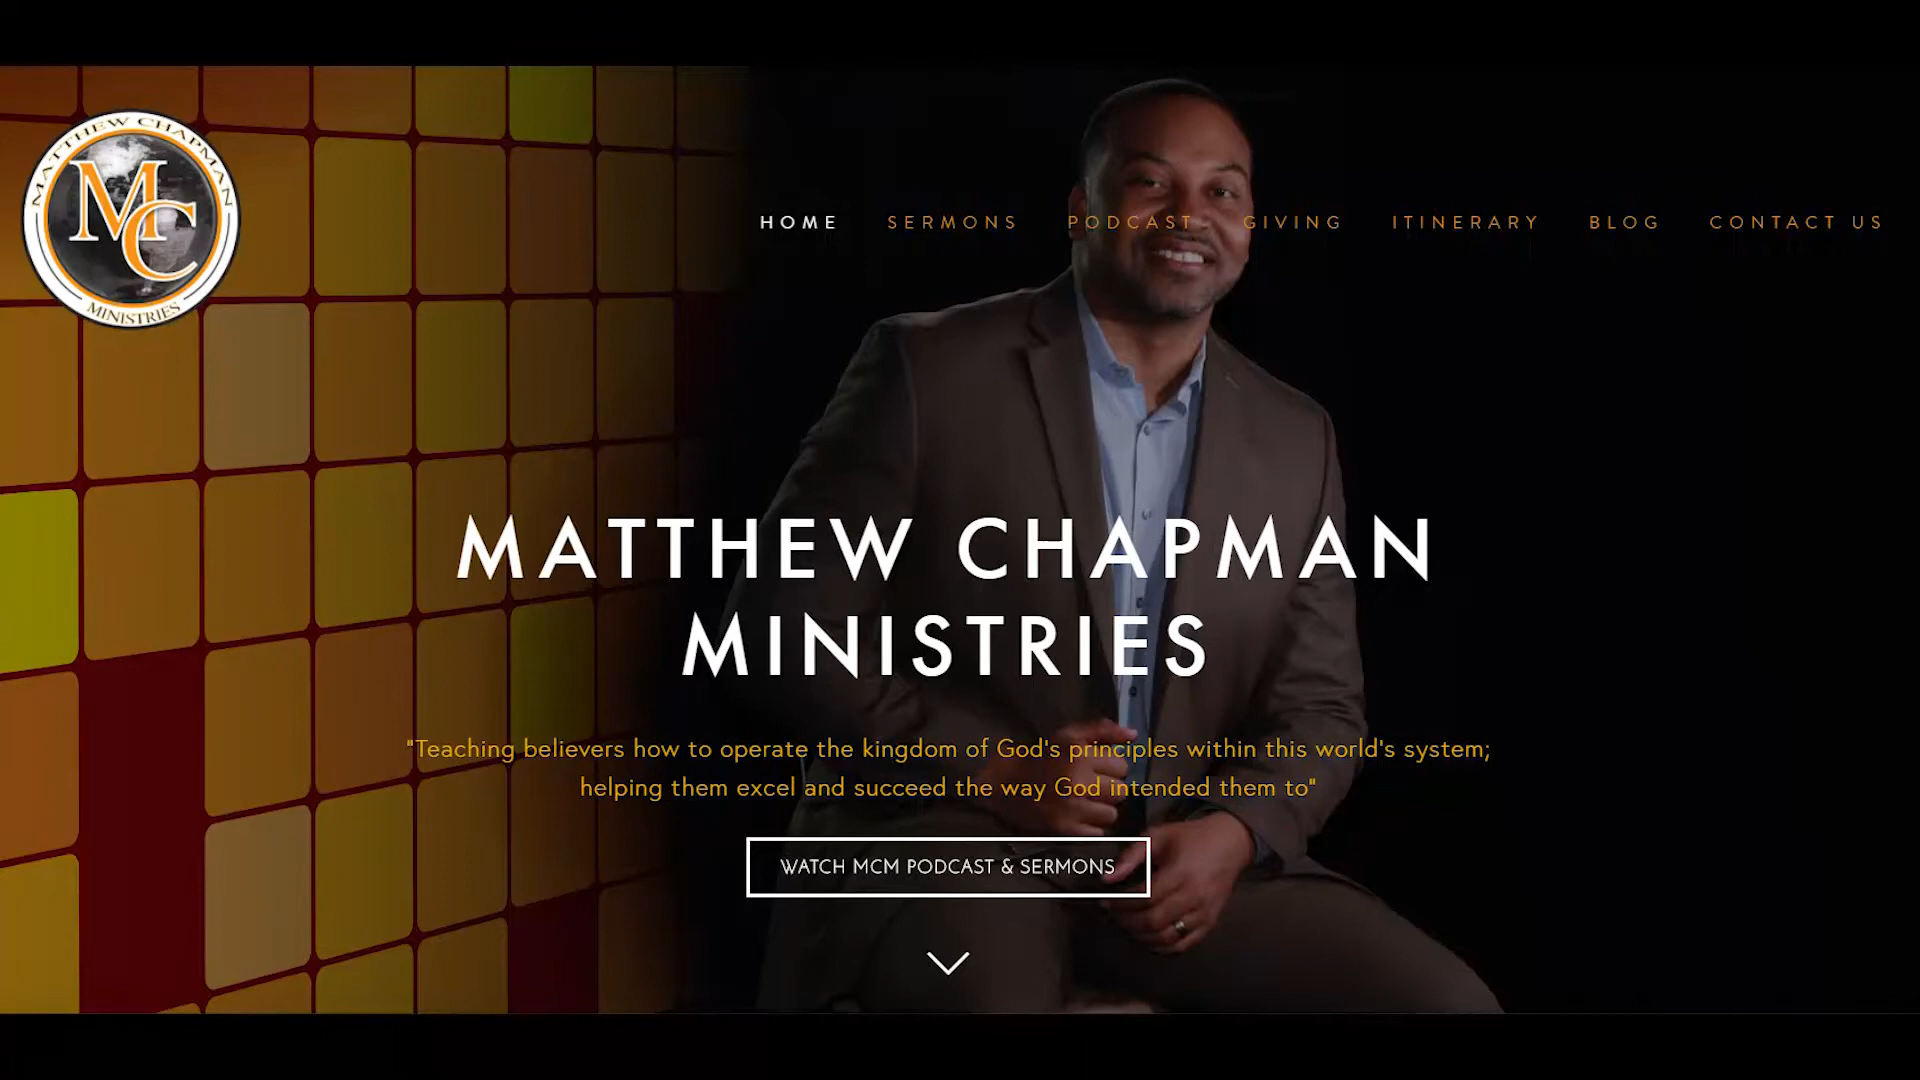 MATTHEW CHAPMAN
MC
MINISTRIES
HOME SERMONS PODCAST GIVING ITINERARY BLOG CONTACT US
MATTHEW CHAPMAN
MINISTRIES
"Teaching believers how to operate the kingdom of God's principles within this world's system;
helping them excel and succeed the way God intended them to"
WATCH MCM PODCAST & SERMONS